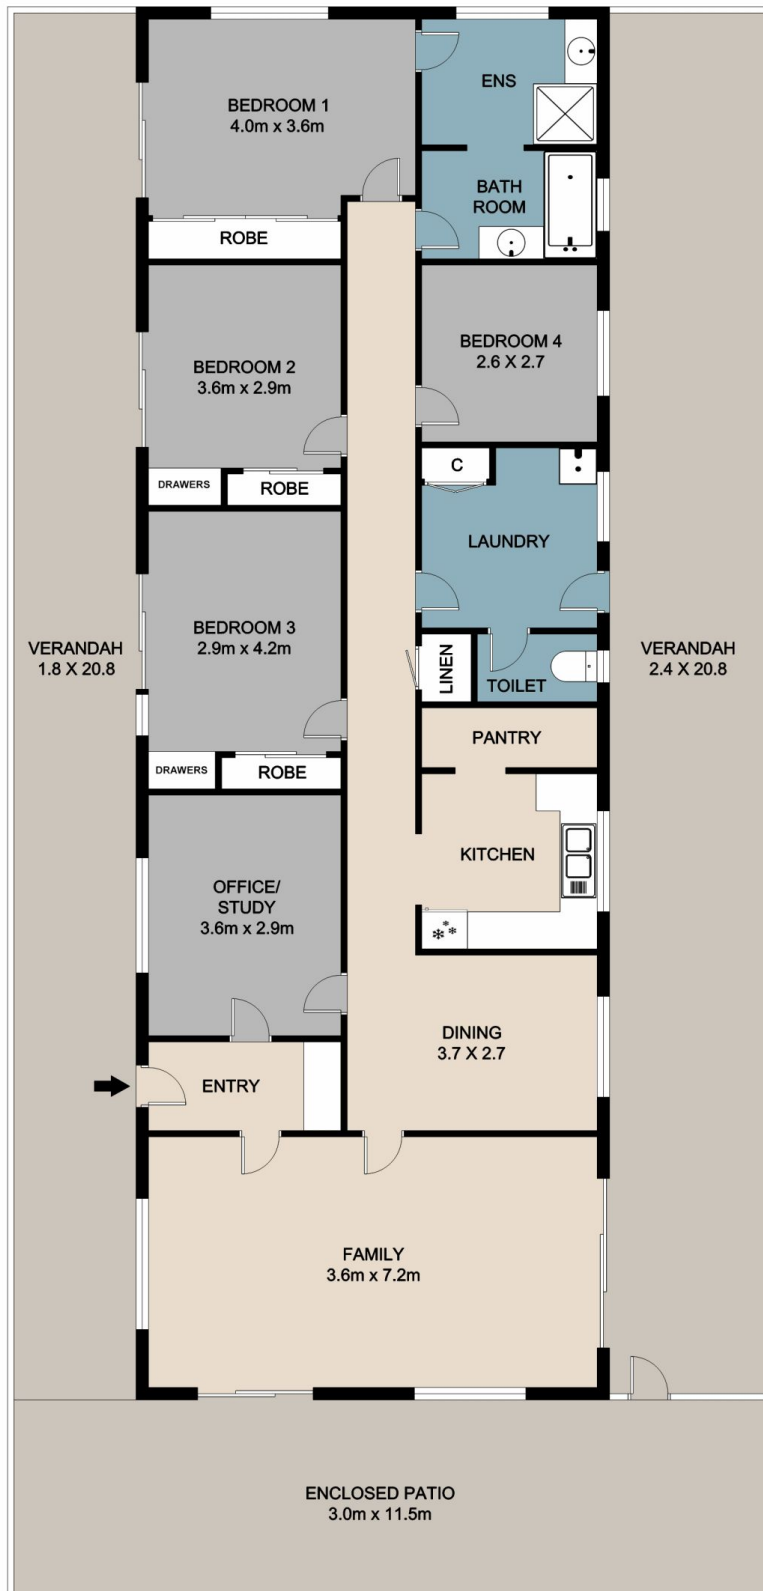 BEDROOM 1
4.0m x 3.6m
ENS
BATH
ROOM
ROBE
BEDROOM 2
3.6m x 2.9m
BEDROOM 4
2.6 X 2.7
DRAWERS
ROBE
C
LAUNDRY
BEDROOM 3
2.9m x 4.2m
VERANDAH
1.8 X 20.8
VERANDAH
2.4 X 20.8
LINEN
TOILET
PANTRY
DRAWERS
ROBE
KITCHEN
OFFICE/
STUDY
3.6m x 2.9m
DINING
3.7 X 2.7
ENTRY
FAMILY
3.6m x 7.2m
ENCLOSED PATIO
3.0m x 11.5m